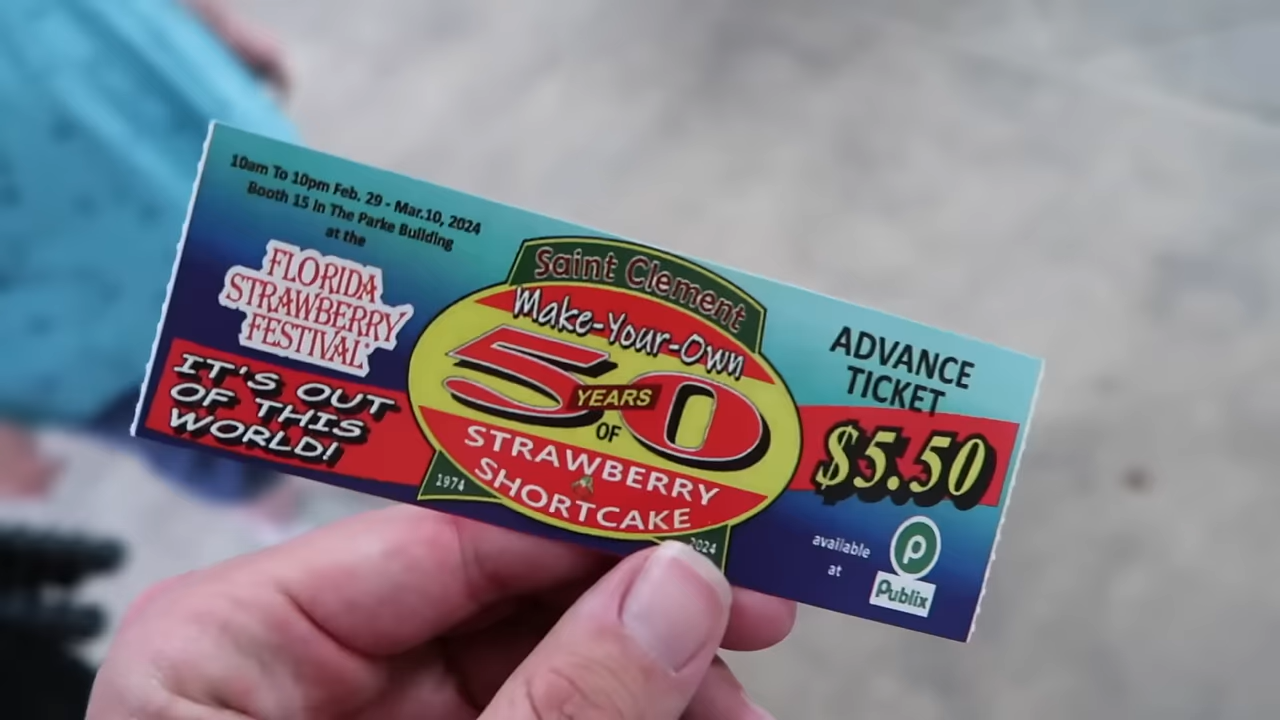 10am To 10pm Feb. 29 - Mar.10, 2024
Booth 15 in The Parke Building
at the
FLORIDA
STRAWBERRY
FESTIVAL
IT'S OUT
OF THIS
WORLD!
Saint Clement
Make-Your-Own
50
YEARS
OF
STRAWBERRY
SHORTCAKE
1974
2024
ADVANCE
TICKET
$5.50
available
at
P
Publix